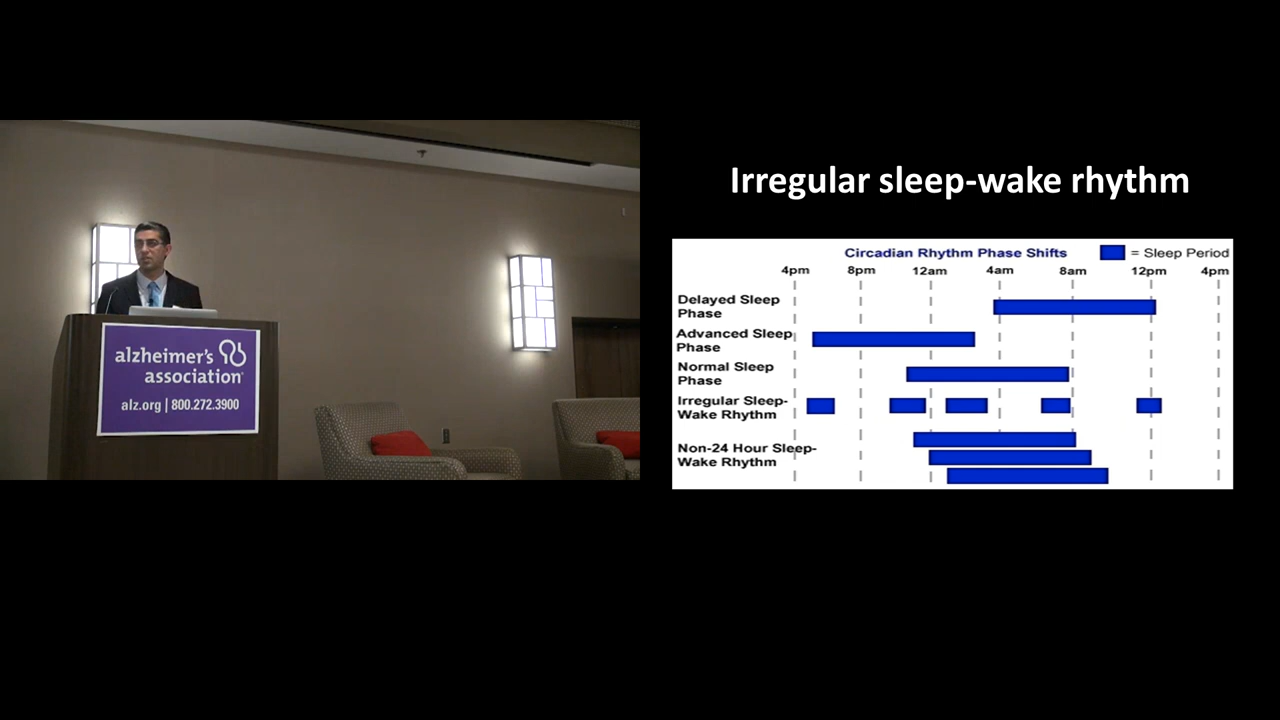 alzheimer's
association®
alz.org | 800.272.3900
Irregular sleep-wake rhythm
Circadian Rhythm Phase Shifts
= Sleep Period
4pm 8pm 12am 4am 8am 12pm 4pm
Delayed Sleep
Phase
Advanced Sleep
Phase
Normal Sleep
Phase
Irregular Sleep-
Wake Rhythm
Non-24 Hour Sleep-
Wake Rhythm